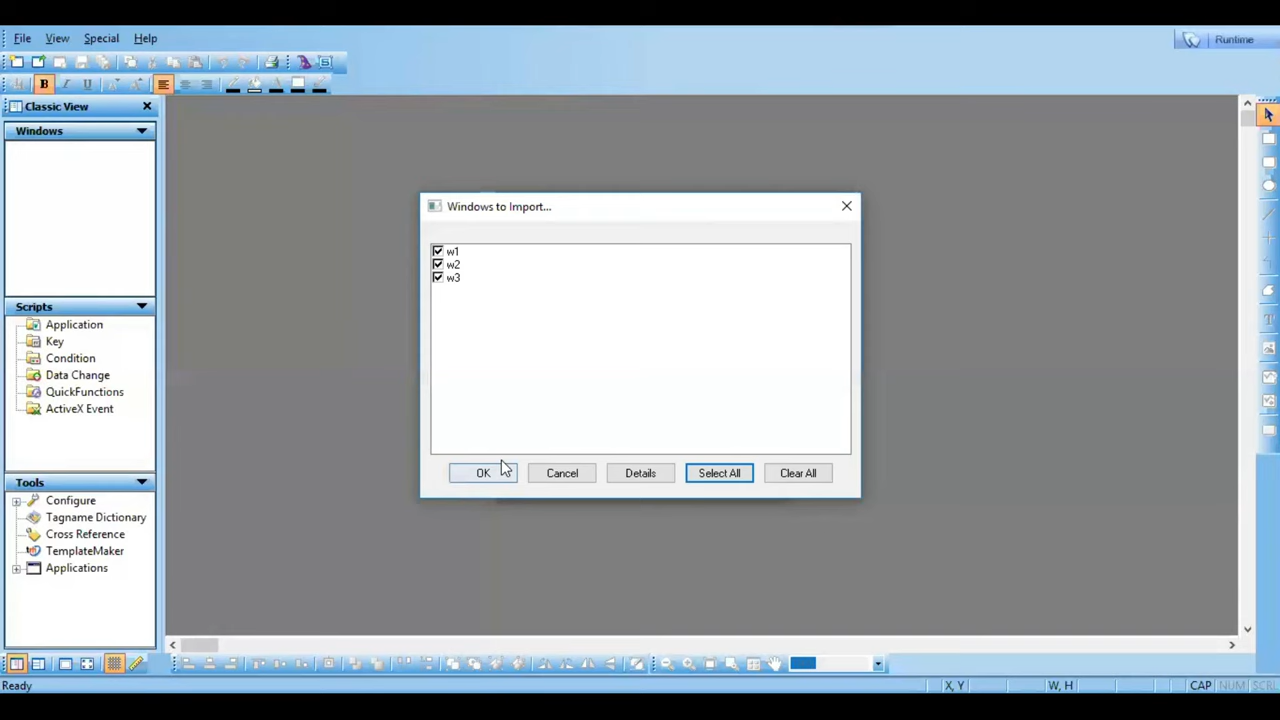 File View Special Help
Runtime
Classic View
Windows
Windows to Import...
w1
w2
w3
Scripts
Application
Key
Condition
Data Change
QuickFunctions
ActiveX Event
OK Cancel Details Select All Clear All
Tools
Configure
Tagname Dictionary
Cross Reference
TemplateMaker
Applications
Ready
X, Y
W, H
CAP NUM SCRL